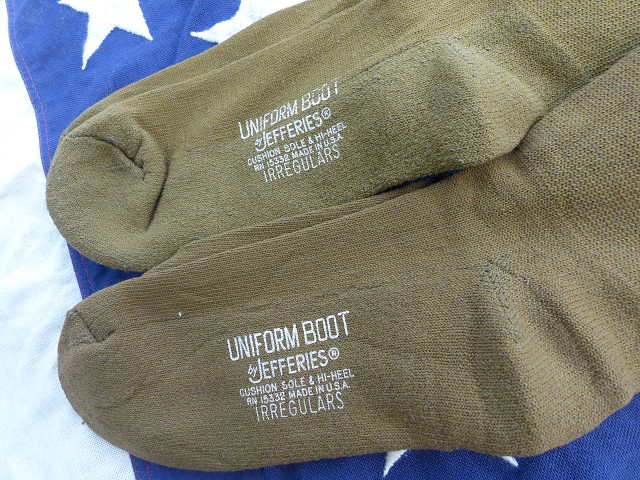 UNIFORM BOOT
by JEFFERIES®
CUSHION SOLE & HI-HEEL
RN 15332 MADE IN U.S.A.
IRREGULARS
UNIFORM BOOT
by JEFFERIES®
CUSHION SOLE & HI-HEEL
RN 15332 MADE IN U.S.A.
IRREGULARS